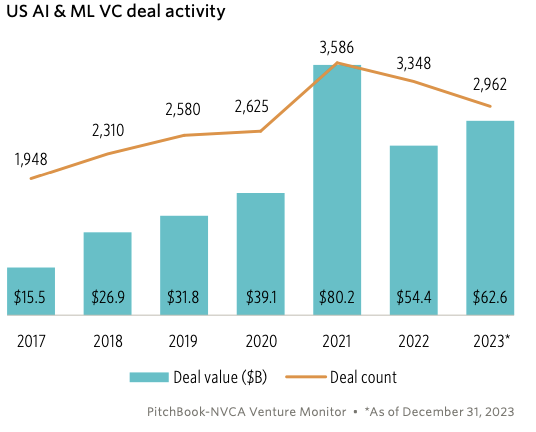 US AI & ML VC deal activity
3,586
3,348
2,962
2,580
2,625
2,310
1,948
$15.5 $26.9 $31.8 $39.1 $80.2 $54.4 $62.6
2017 2018 2019 2020 2021 2022 2023*
Deal value ($B) Deal count
PitchBook-NVCA Venture Monitor • *As of December 31, 2023